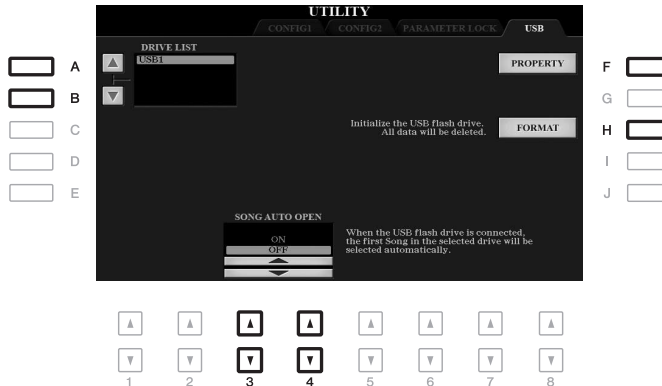 UTILITY
CONFIG1 CONFIG2 PARAMETER LOCK USB
DRIVE LIST
USB1
PROPERTY
Initialize the USB flash drive.
All data will be deleted.
FORMAT
SONG AUTO OPEN
ON
OFF
When the USB flash drive is connected,
the first Song in the selected drive will be
selected automatically.
A
B
C
D
E
F
G
H
I
J
1 2 3 4 5 6 7 8